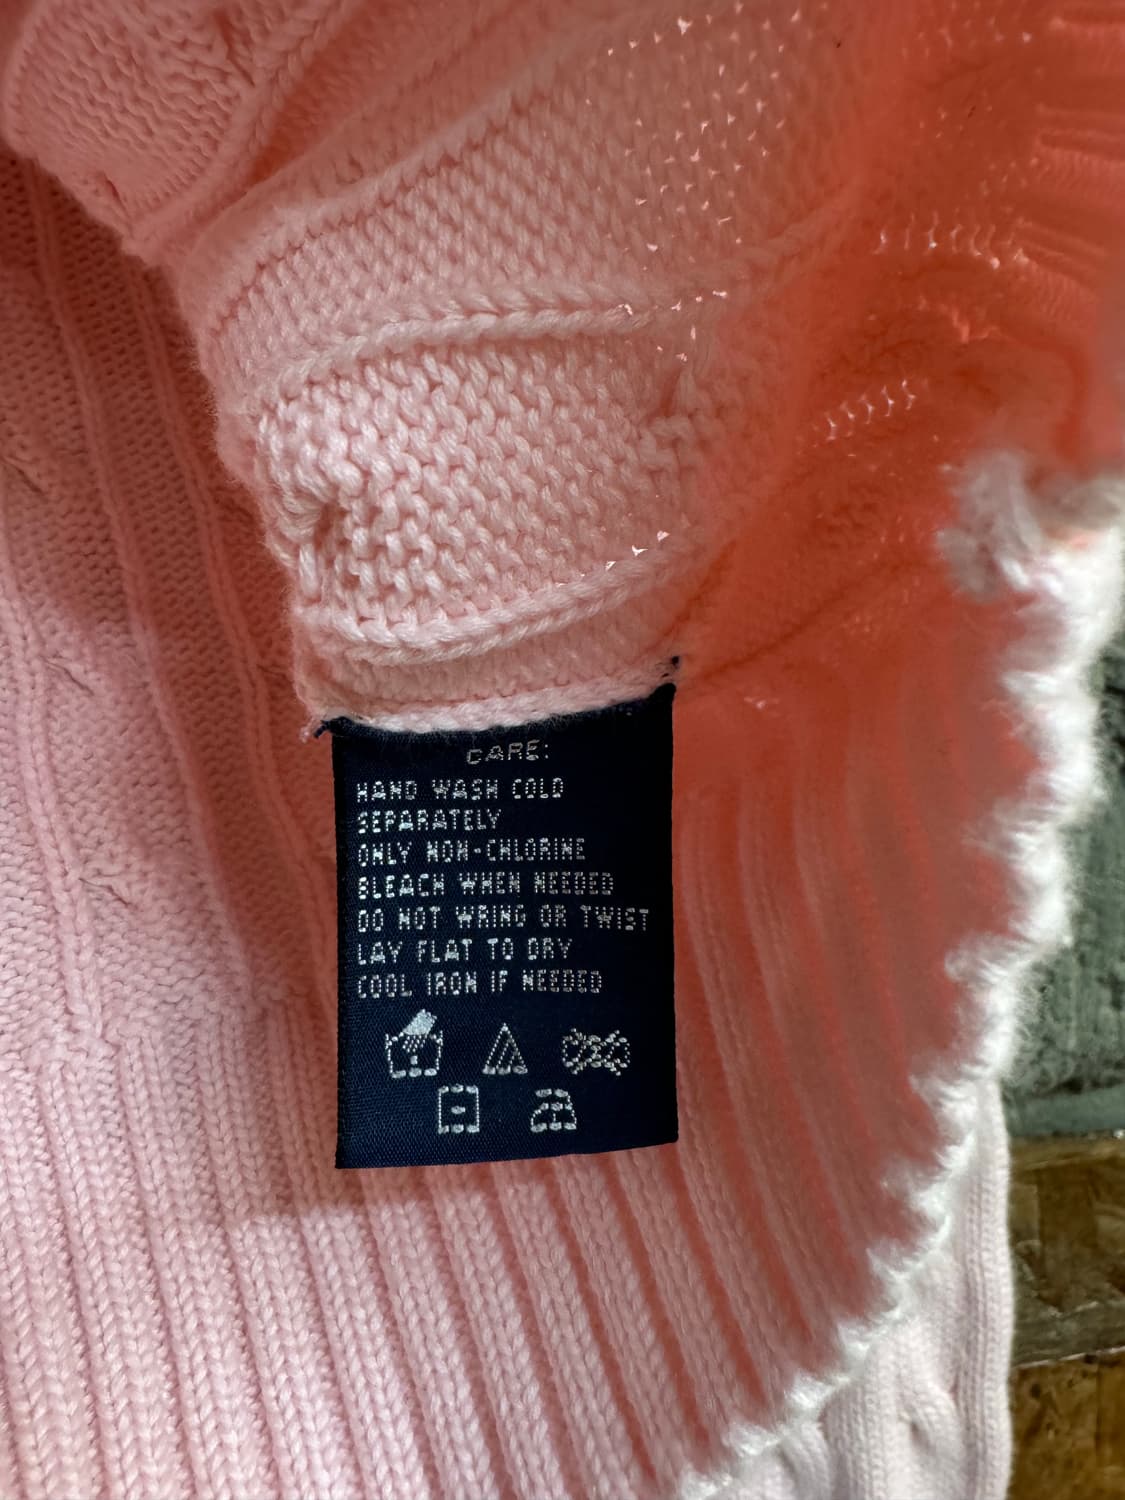 CARE:
HAND WASH COLD
SEPARATELY
ONLY NON-CHLORINE
BLEACH WHEN NEEDED
DO NOT WRING OR TWIST
LAY FLAT TO DRY
COOL IRON IF NEEDED